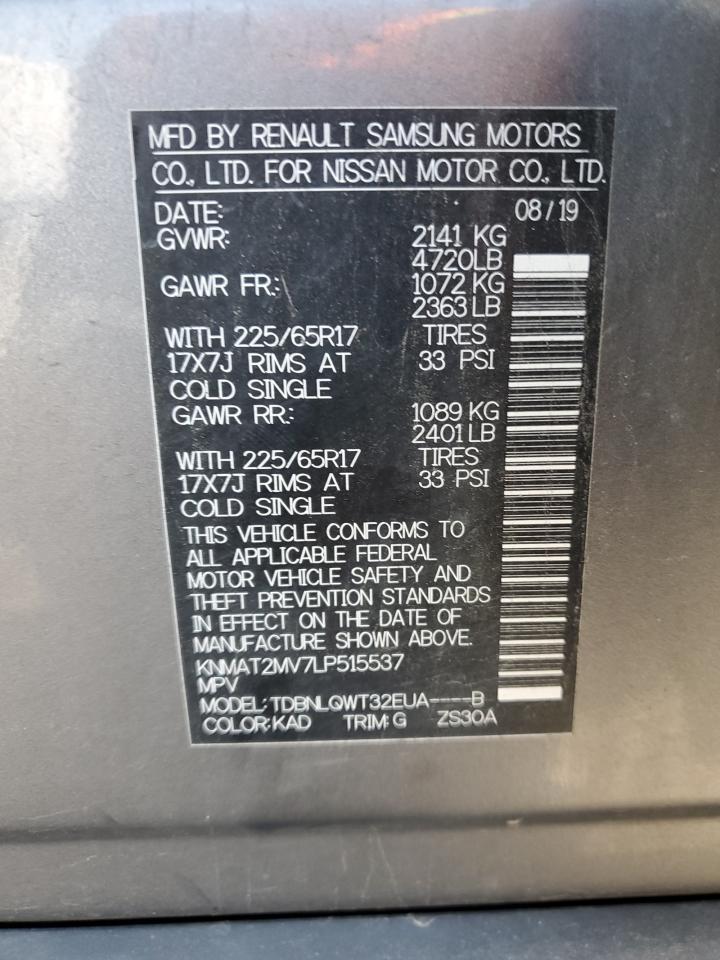 MFD BY RENAULT SAMSUNG MOTORS
CO., LTD. FOR NISSAN MOTOR CO., LTD.
DATE: 08/19
GVWR: 2141 KG
4720LB
GAWR FR: 1072 KG
2363 LB
WITH 225/65R17 TIRES
17X7J RIMS AT 33 PSI
COLD SINGLE
GAWR RR: 1089 KG
2401 LB
WITH 225/65R17 TIRES
17X7J RIMS AT 33 PSI
COLD SINGLE
THIS VEHICLE CONFORMS TO
ALL APPLICABLE FEDERAL
MOTOR VEHICLE SAFETY AND
THEFT PREVENTION STANDARDS
IN EFFECT ON THE DATE OF
MANUFACTURE SHOWN ABOVE.
KNMAT2MV7LP515537
MPV
MODEL: TDBNLQWT32EUA----B
COLOR: KAD TRIM: G ZS30A